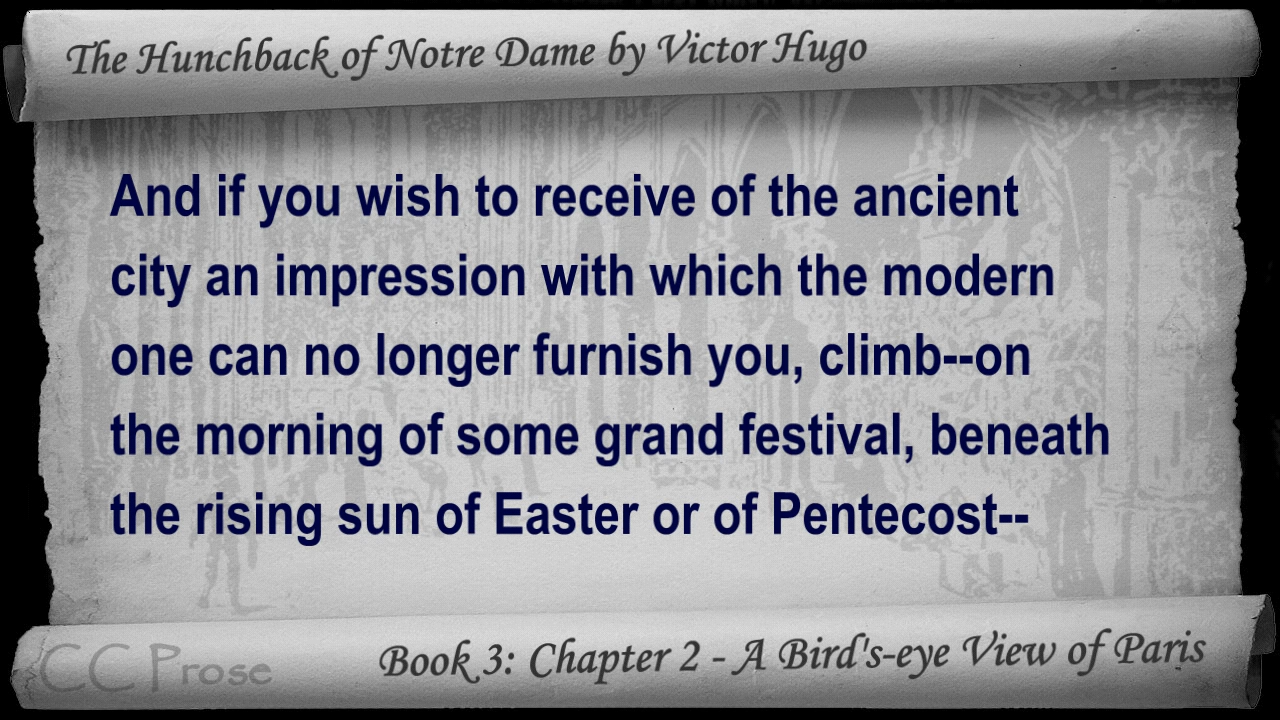 The Hunchback of Notre Dame by Victor Hugo
And if you wish to receive of the ancient
city an impression with which the modern
one can no longer furnish you, climb--on
the morning of some grand festival, beneath
the rising sun of Easter or of Pentecost--
CC Prose
Book 3: Chapter 2 - A Bird's-eye View of Paris